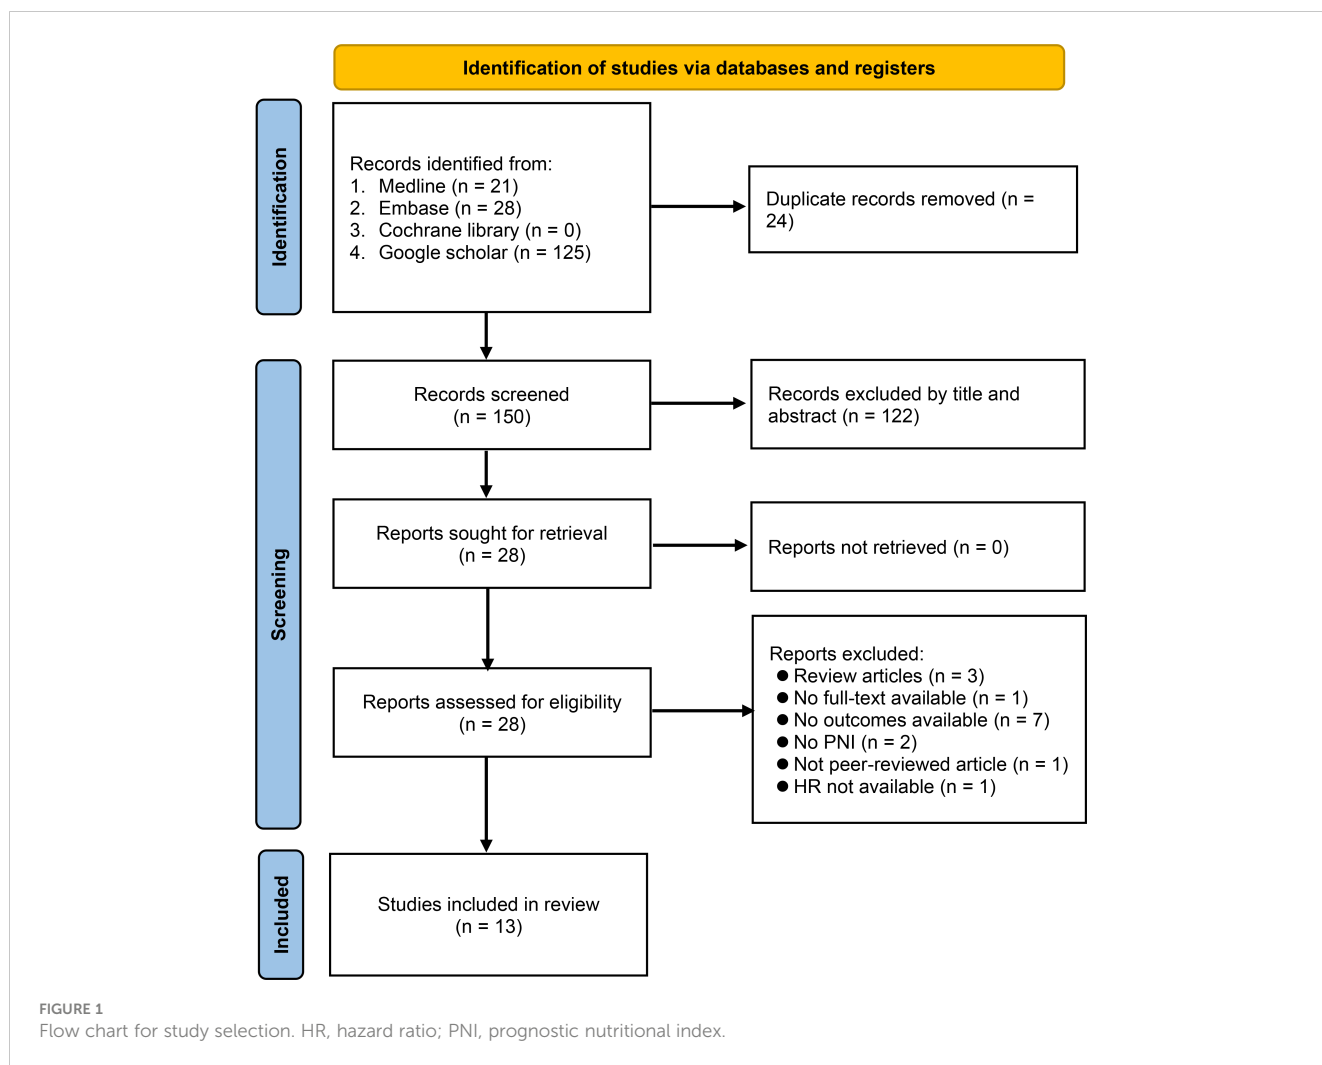 Identification of studies via databases and registers
Identification
Records identified from:
1. Medline (n = 21)
2. Embase (n = 28)
3. Cochrane library (n = 0)
4. Google scholar (n = 125)
Duplicate records removed (n =
24)
Screening
Records screened
(n = 150)
Records excluded by title and
abstract (n = 122)
Reports sought for retrieval
(n = 28)
Reports not retrieved (n = 0)
Reports assessed for eligibility
(n = 28)
Reports excluded:
● Review articles (n = 3)
● No full-text available (n = 1)
● No outcomes available (n = 7)
● No PNI (n = 2)
● Not peer-reviewed article (n = 1)
● HR not available (n = 1)
Included
Studies included in review
(n = 13)
FIGURE 1
Flow chart for study selection. HR, hazard ratio; PNI, prognostic nutritional index.